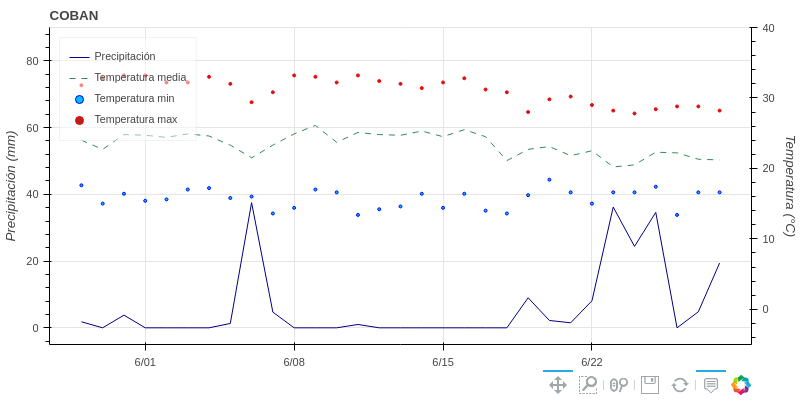 COBAN
Precipitación
Temperatura media
Temperatura min
Temperatura max
Precipitación (mm)
80
60
40
20
0
40
30
20
10
0
Temperatura (°C)
6/01 6/08 6/15 6/22